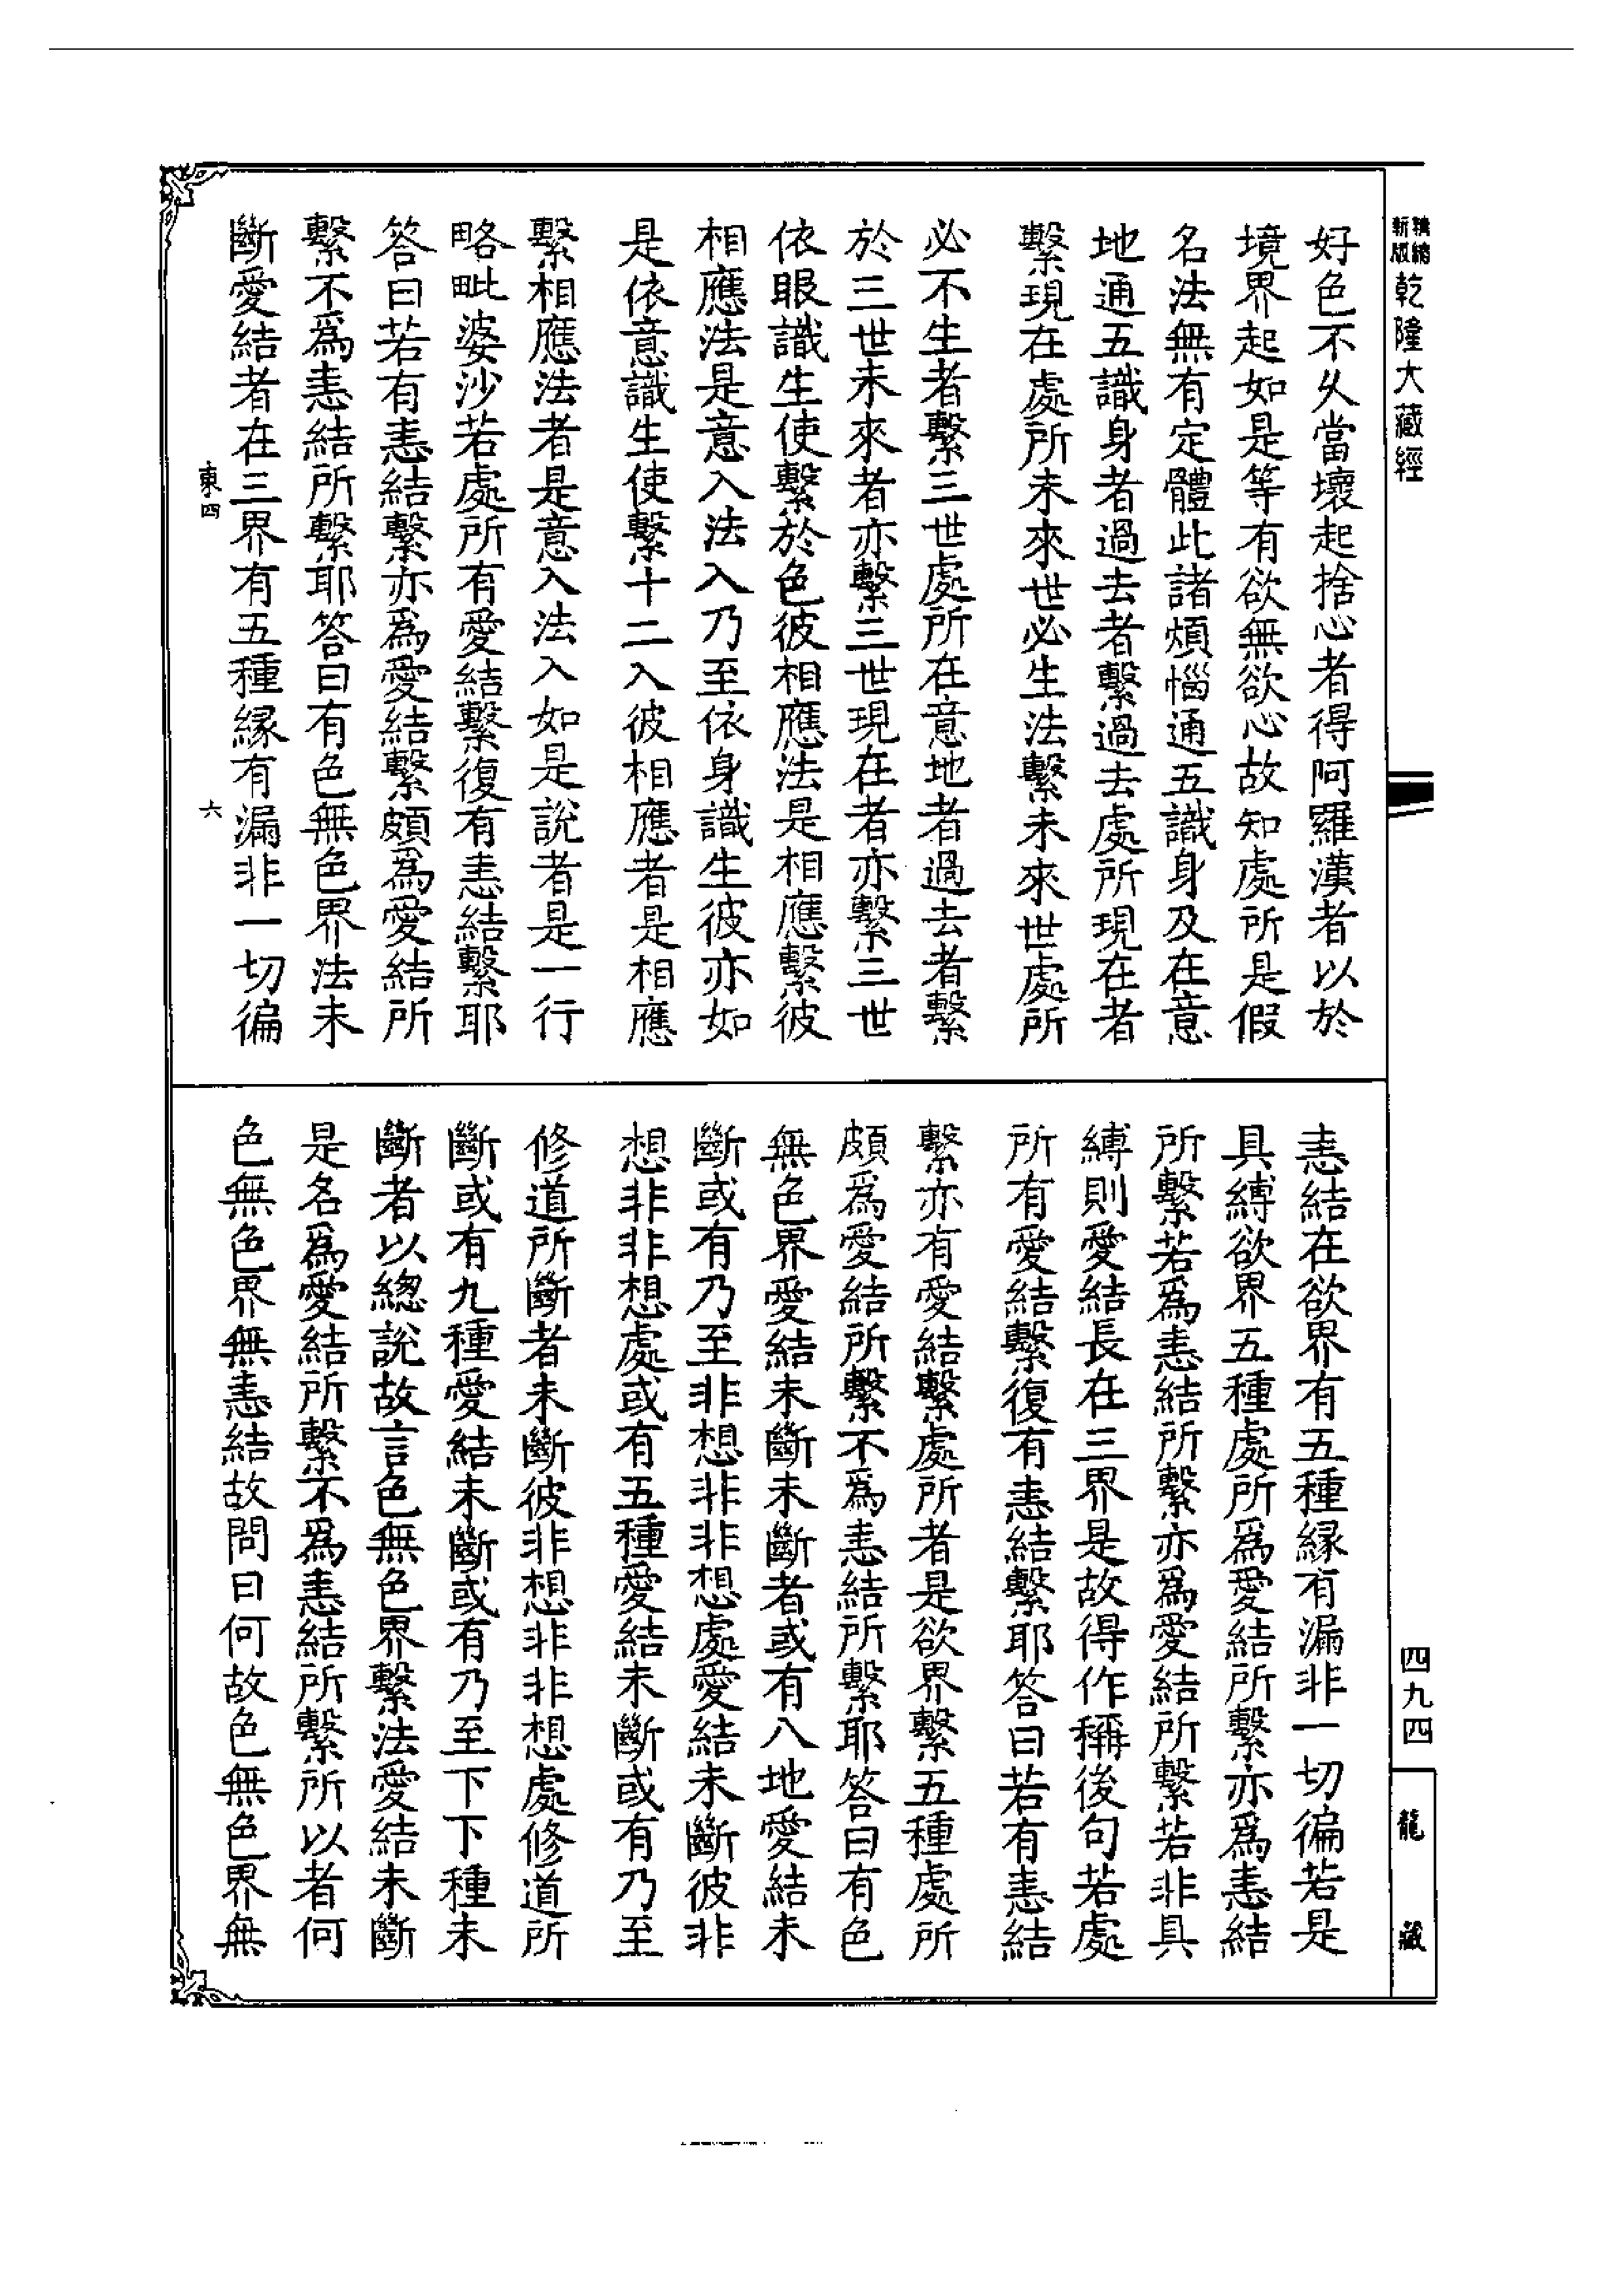 新版精縮
乾隆大藏經
好色不久當壞起捨心者得阿羅漢者以於
境界起如是等有欲無欲心故知處所是假
名法無有定體此諸煩惱通五識身及在意
地通五識身者過去者繫過去處所現在者
繫現在處所未來世必生法繫未來世處所
必不生者繫三世處所在意地者過去者繫
於三世未來者亦繫三世現在者亦繫三世
依眼識生使繫於色彼相應法是相應繫彼
相應法是意入法入乃至依身識生彼亦如
是依意識生使繫十二入彼相應者是相應
繫相應法者是意入法入如是說者是一行
略毗婆沙若處所有愛結繫復有恚結繫耶
答曰若有恚結繫亦爲愛結繫頗爲愛結所
繫不爲恚結所繫耶答曰有色無色界法未
斷愛結者在三界有五種緣有漏非一切徧
東四
六
恚結在欲界有五種緣有漏非一切徧若是
具縛欲界五種處所爲愛結所繫亦爲恚結
所繫若爲恚結所繫亦爲愛結所繫若非具
縛則愛結長在三界是故得作稱後句若處
所有愛結繫復有恚結繫耶答曰若有恚結
繫亦有愛結繫處所者是欲界繫五種處所
頗爲愛結所繫不爲恚結所繫耶答曰有色
無色界愛結未斷未斷者或有八地愛結未
斷或有乃至非想非非想處愛結未斷彼非
想非非想處或有五種愛結未斷或有乃至
修道所斷者未斷彼非想非非想處修道所
斷或有九種愛結未斷或有乃至下下種未
斷者以總說故言色無色界繫法愛結未斷
是名爲愛結所繫不爲恚結所繫所以者何
色無色界無恚結故問曰何故色無色界無
四九四
龍藏